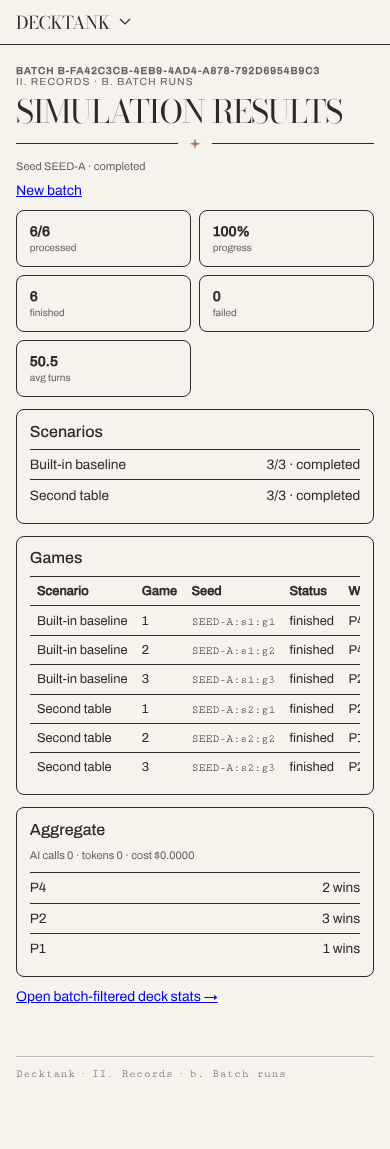 DECKTANK
BATCH B-FA42C3CB-4EB9-4AD4-A878-792D6954B9C3
II. RECORDS · B. BATCH RUNS
SIMULATION RESULTS
Seed SEED-A · completed
New batch
6/6
processed
100%
progress
6
finished
0
failed
50.5
avg turns
Scenarios
Built-in baseline 3/3 · completed
Second table 3/3 · completed
Games
Scenario Game Seed Status
Built-in baseline 1 SEED-A:s1:g1 finished
Built-in baseline 2 SEED-A:s1:g2 finished
Built-in baseline 3 SEED-A:s1:g3 finished
Second table 1 SEED-A:s2:g1 finished
Second table 2 SEED-A:s2:g2 finished
Second table 3 SEED-A:s2:g3 finished
Aggregate
AI calls 0 · tokens 0 · cost $0.0000
P4 2 wins
P2 3 wins
P1 1 wins
Open batch-filtered deck stats →
Decktank · II. Records · b. Batch runs